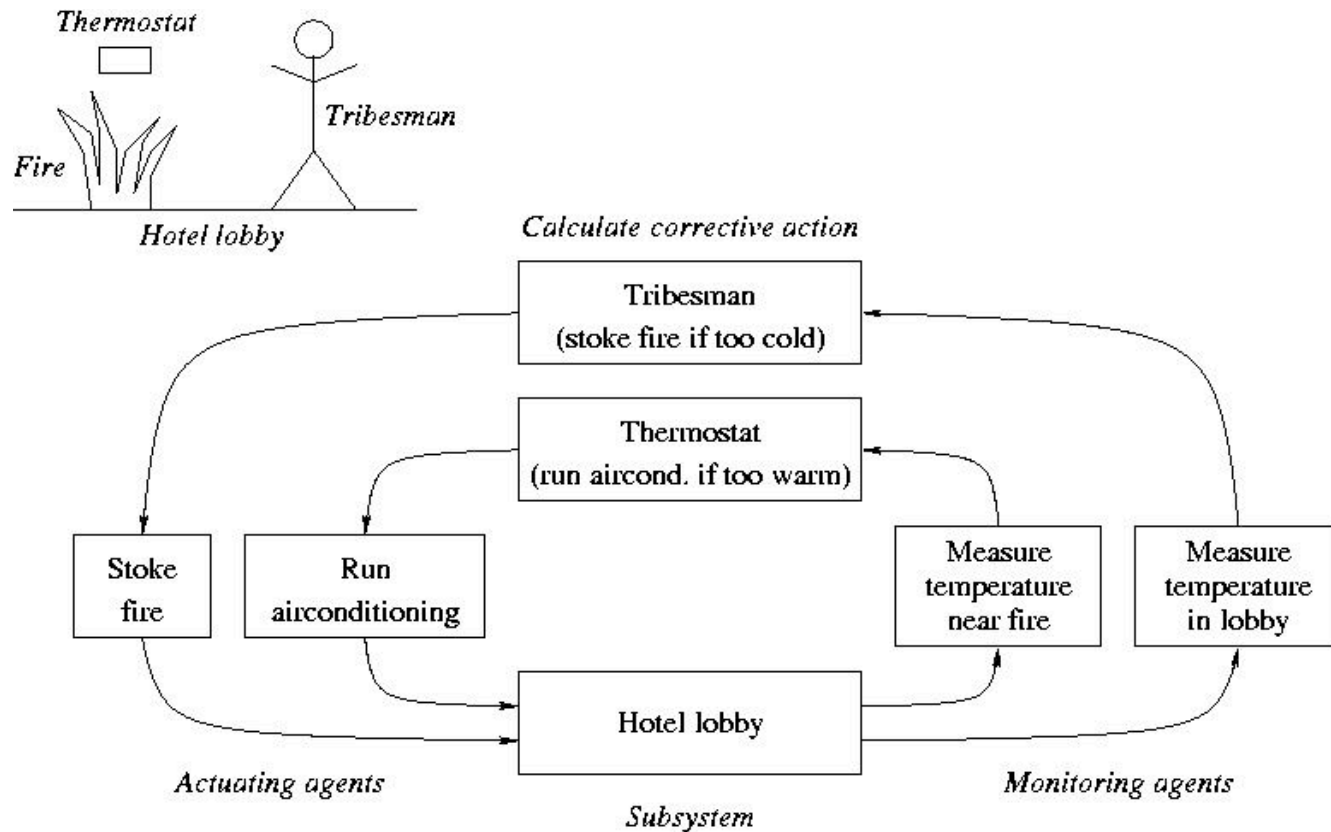 Thermostat
Tribesman
Fire
Hotel lobby
Calculate corrective action
Tribesman
(stoke fire if too cold)
Thermostat
(run aircond. if too warm)
Stoke
fire
Run
airconditioning
Measure
temperature
near fire
Measure
temperature
in lobby
Hotel lobby
Actuating agents
Subsystem
Monitoring agents